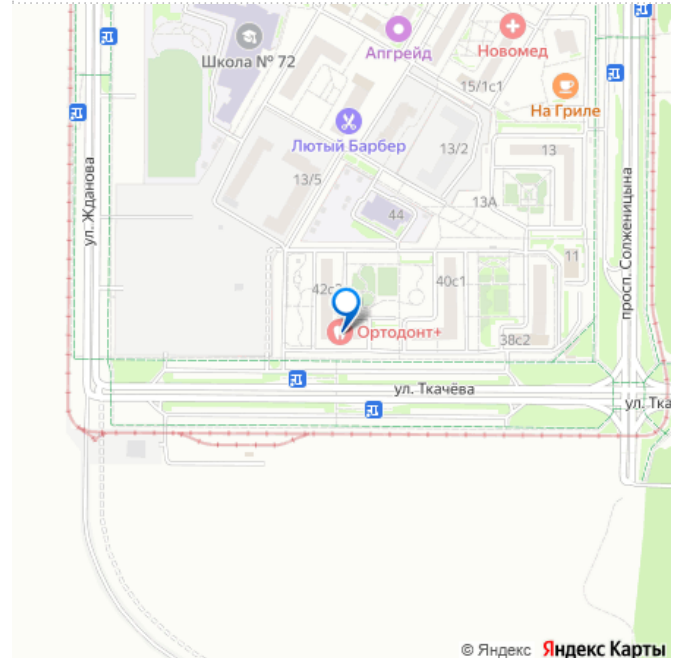 Школа № 72
Апгрейд
Новомед
15/1с1
На Гриле
Лютый Барбер
13/2
13
13/5
13А
ул. Жданова
44
просп. Солженицына
11
42с2
40с1
Ортодонт+
38с2
ул. Ткачёва
ул. Тка
© Яндекс Яндекс Карты